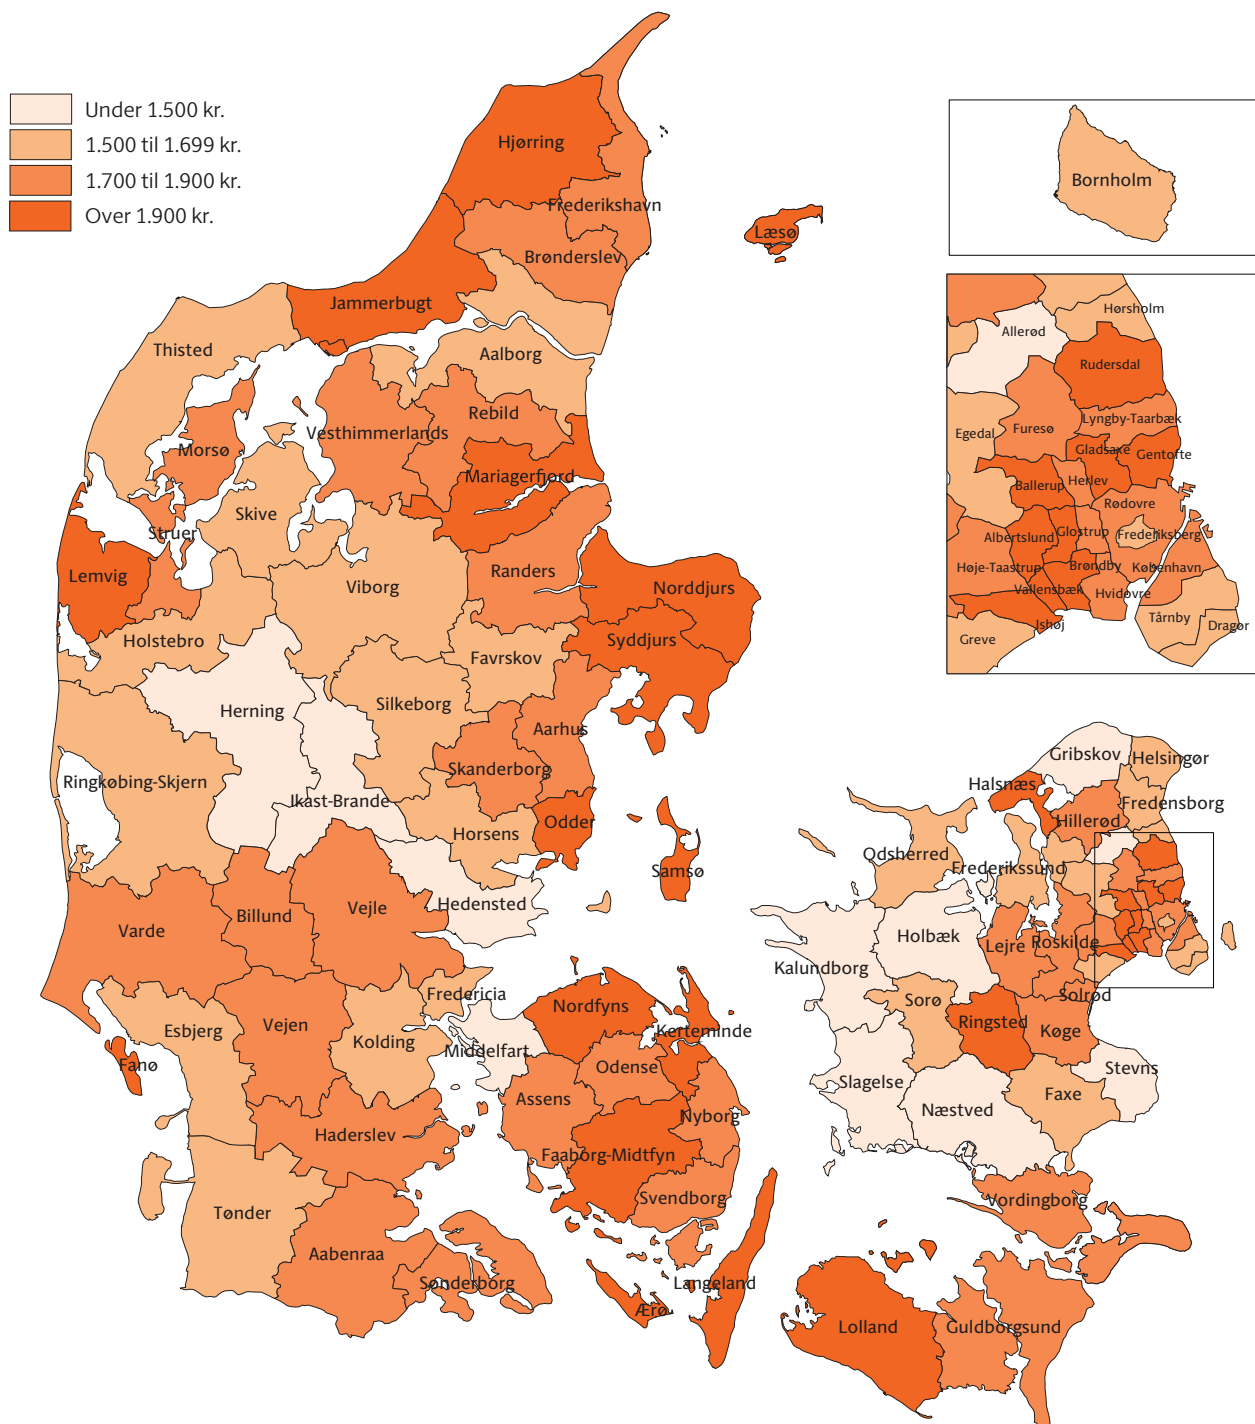 Under 1.500 kr.
1.500 til 1.699 kr.
1.700 til 1.900 kr.
Over 1.900 kr.
Hjørring
Frederikshavn
Læsø
Brønderslev
Jammerbugt
Thisted
Aalborg
Rebild
Vesthimmerlands
Morsø
Mariagerfjord
Skive
Struer
Lemvig
Viborg
Randers
Norddjurs
Holstebro
Favrskov
Syddjurs
Herning
Silkeborg
Aarhus
Skanderborg
Ringkøbing-Skjern
Ikast-Brande
Horsens
Odder
Samsø
Hedensted
Billund
Vejle
Varde
Fredericia
Nordfyns
Esbjerg
Vejen
Kolding
Middelfart
Kerteminde
Fanø
Odense
Assens
Nyborg
Haderslev
Faaborg-Midtfyn
Svendborg
Tønder
Aabenraa
Sønderborg
Langeland
Ærø
Bornholm
Hørsholm
Allerød
Rudersdal
Lyngby-Taarbæk
Furesø
Egedal
Gladsaxe
Gentofte
Ballerup
Herlev
Rødovre
Albertslund
Glostrup
Frederiksberg
Høje-Taastrup
Brøndby
København
Vallensbæk
Hvidovre
Ishøj
Tårnby
Dragør
Greve
Gribskov
Helsingør
Halsnæs
Fredensborg
Hillerød
Odsherred
Frederikssund
Holbæk
Lejre
Roskilde
Kalundborg
Solrød
Sorø
Ringsted
Køge
Stevns
Slagelse
Næstved
Faxe
Vordingborg
Lolland
Guldborgsund